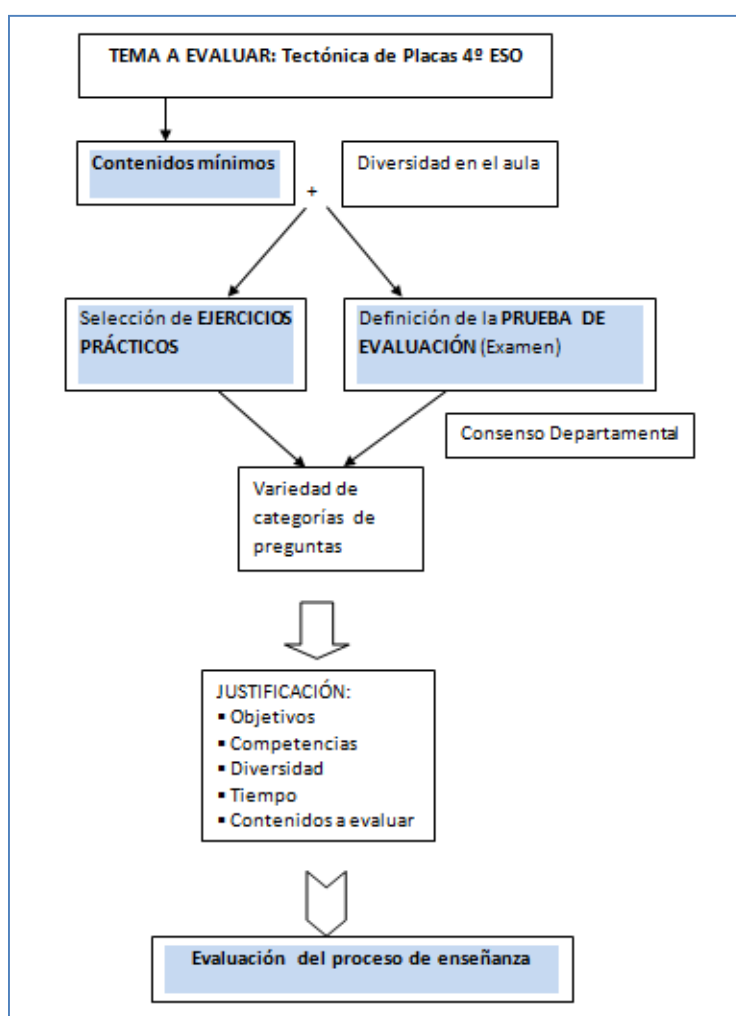 TEMA A EVALUAR: Tectónica de Placas 4º ESO
Contenidos mínimos
+
Diversidad en el aula
Selección de EJERCICIOS
PRÁCTICOS
Definición de la PRUEBA DE
EVALUACIÓN (Examen)
Consenso Departamental
Variedad de
categorías de
preguntas
JUSTIFICACIÓN:
▪ Objetivos
▪ Competencias
▪ Diversidad
▪ Tiempo
▪ Contenidos a evaluar
Evaluación del proceso de enseñanza